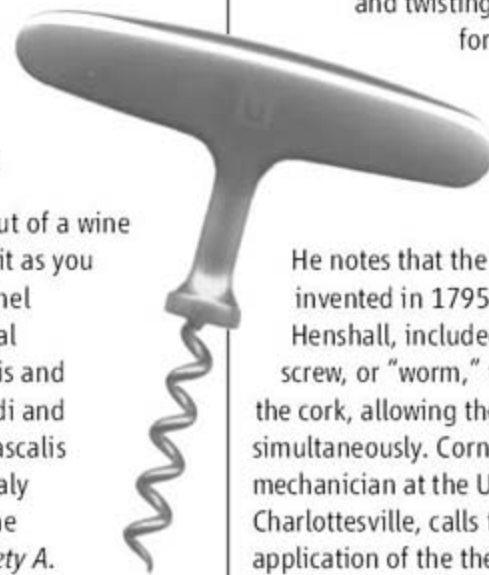 and twisting
for
ut of a wine
it as you
nel
al
is and
di and
ascalis
aly
ne
ety A.
He notes that the
invented in 1795
Henshall, include
screw, or "worm,"
the cork, allowing the
simultaneously. Corn
mechanician at the U
Charlottesville, calls
application of the the